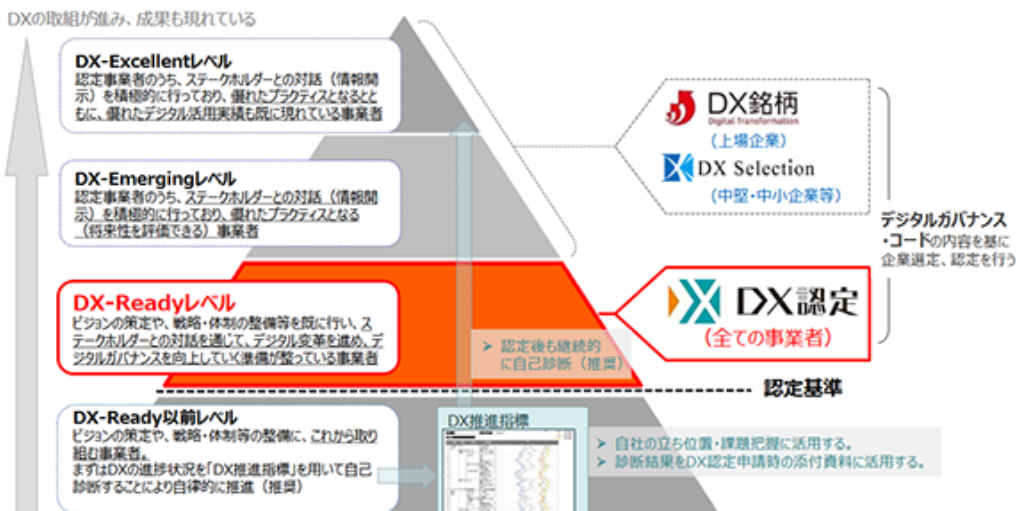 DXの取組が進み、成果も現れている
DX-Excellentレベル
認定事業者のうち、ステークホルダーとの対話（情報開
示）を積極的に行っており、優れたプラクティスとなるとと
もに、優れたデジタル活用実績も既に現れている事業者
DX-Emergingレベル
認定事業者のうち、ステークホルダーとの対話（情報開
示）を積極的に行っており、優れたプラクティスとなる
（将来性を評価できる）事業者
DX-Readyレベル
ビジョンの策定や、戦略・体制の整備等を既に行い、ス
テークホルダーとの対話を通じて、デジタル変革を進め、デ
ジタルガバナンスを向上していく準備が整っている事業者
DX-Ready以前レベル
ビジョンの策定や、戦略・体制等の整備に、これから取り
組む事業者。
まずはDXの進捗状況を「DX推進指標」を用いて自己
診断することにより自律的に推進（推奨）
DX銘柄
Digital Transformation
（上場企業）
DX Selection
（中堅・中小企業等）
デジタルガバナンス
・コードの内容を基に
企業選定、認定を行う
DX認定
（全ての事業者）
➤ 認定後も継続的
に自己診断（推奨）
認定基準
DX推進指標
➤ 自社の立ち位置・課題把握に活用する。
➤ 診断結果をDX認定申請時の添付資料に活用する。